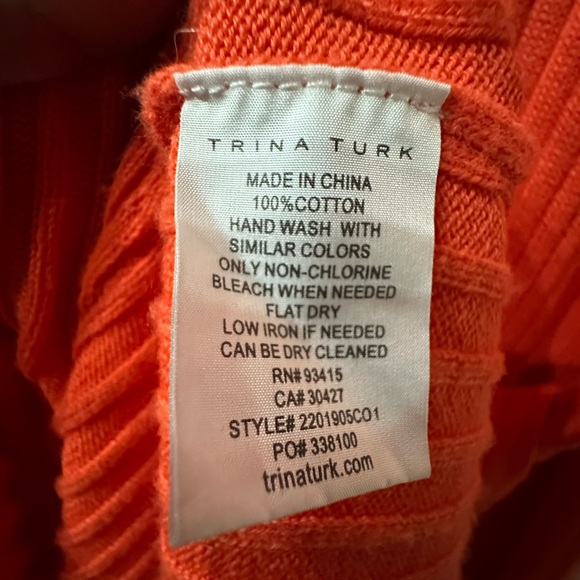 TRINA TURK
MADE IN CHINA
100%COTTON
HAND WASH WITH
SIMILAR COLORS
ONLY NON-CHLORINE
BLEACH WHEN NEEDED
FLAT DRY
LOW IRON IF NEEDED
CAN BE DRY CLEANED
RN# 93415
CA# 30427
STYLE# 2201905CO1
PO# 338100
trinaturk.com